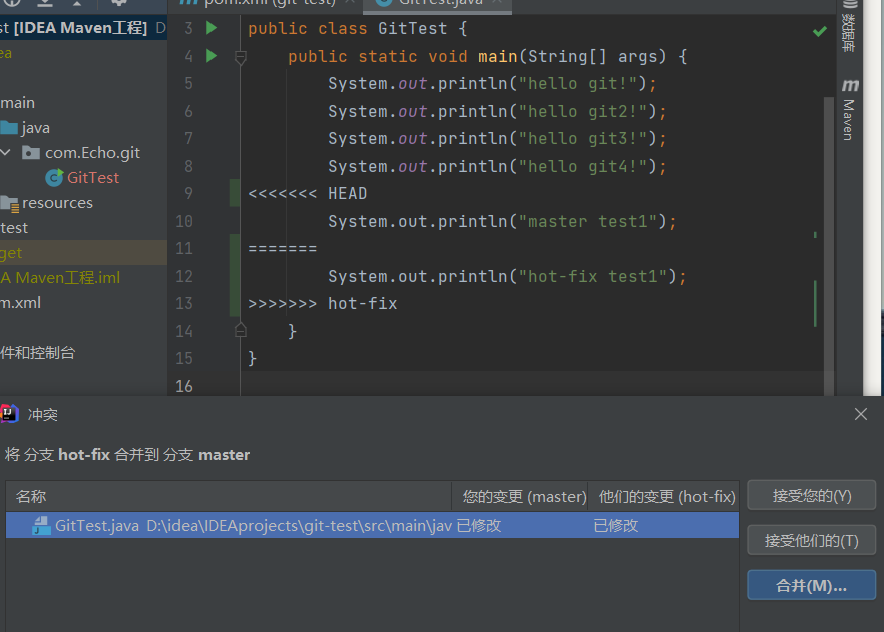 pom.xml (git-test)
GitTest.java
st [IDEA Maven工程] D
ea
main
java
com.Echo.git
GitTest
resources
test
get
A Maven工程.iml
m.xml
件和控制台
3 public class GitTest {
4 public static void main(String[] args) {
5 System.out.println("hello git!");
6 System.out.println("hello git2!");
7 System.out.println("hello git3!");
8 System.out.println("hello git4!");
9 <<<<<<< HEAD
10 System.out.println("master test1");
11 =======
12 System.out.println("hot-fix test1");
13 >>>>>>> hot-fix
14 }
15 }
16
数据库
Maven
冲突
将 分支 hot-fix 合并到 分支 master
名称 您的变更 (master) 他们的变更 (hot-fix)
GitTest.java D:\idea\IDEAprojects\git-test\src\main\jav 已修改 已修改
接受您的(Y)
接受他们的(T)
合并(M)...